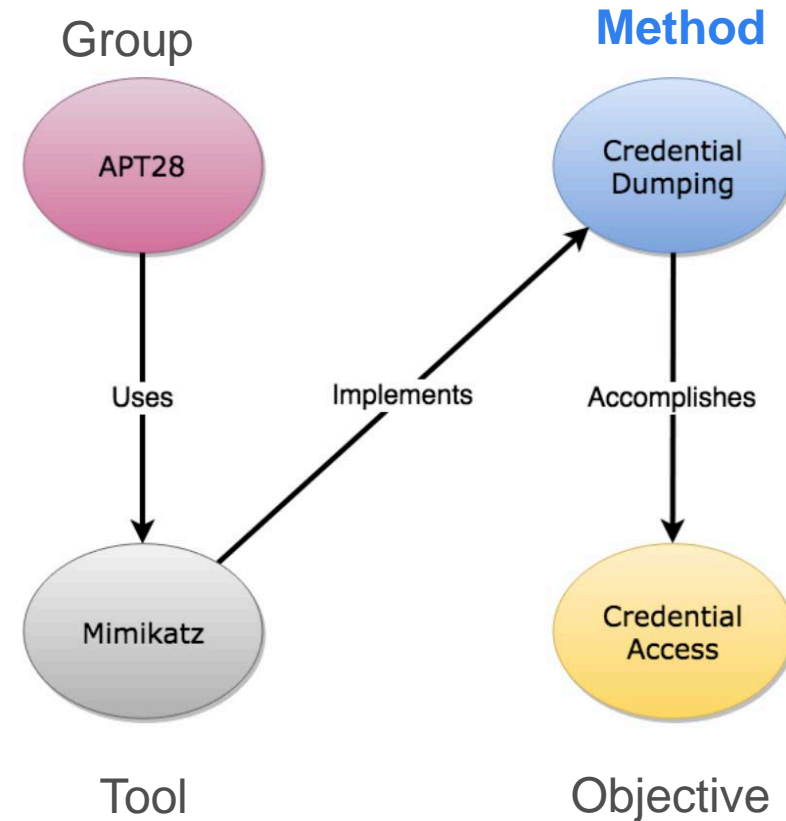 Group
Method
APT28
Credential
Dumping
Uses
Implements
Accomplishes
Mimikatz
Credential
Access
Tool
Objective